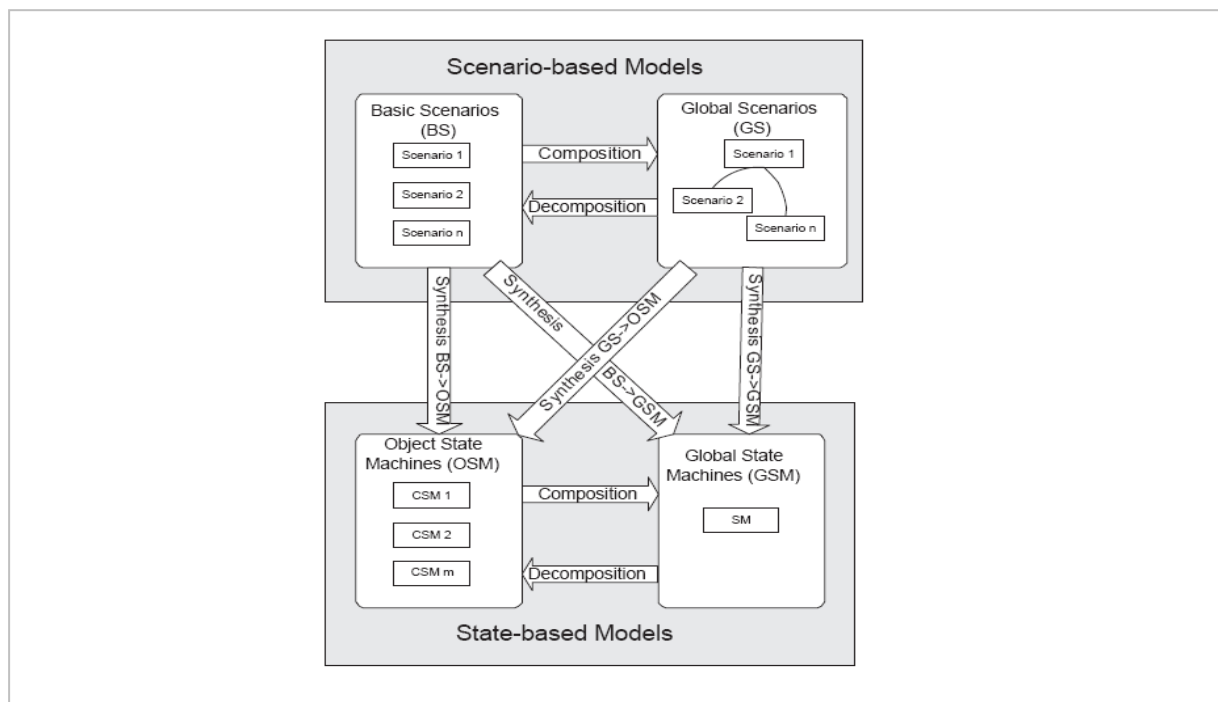 Scenario-based Models
Basic Scenarios
(BS)
Scenario 1
Scenario 2
Scenario n
Composition
Decomposition
Global Scenarios
(GS)
Scenario 1
Scenario 2
Scenario n
Synthesis BS->OSM
Synthesis BS->GSM
Synthesis GS->OSM
Synthesis GS->GSM
Object State
Machines (OSM)
CSM 1
CSM 2
CSM m
Composition
Decomposition
Global State
Machines (GSM)
SM
State-based Models